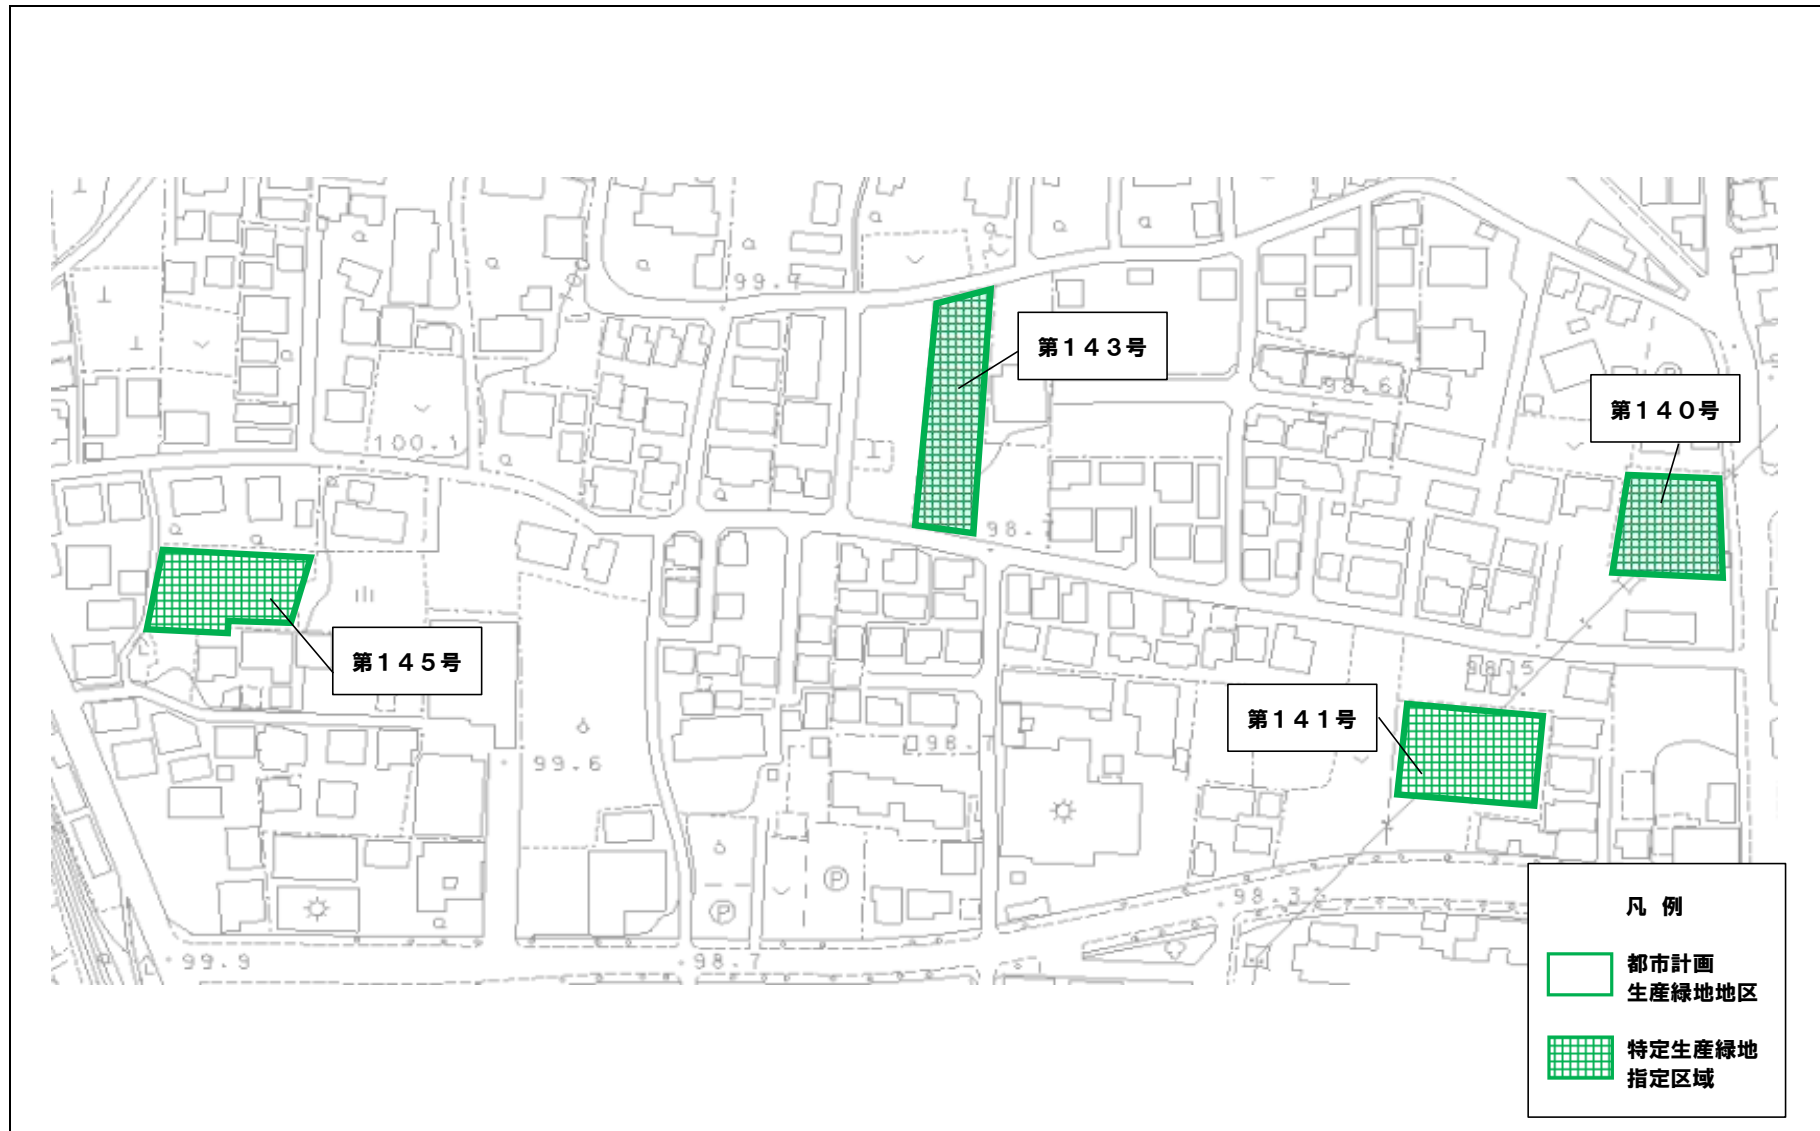 99.7
第１４３号
98.6
第１４０号
100.1
98.7
第１４５号
98.5
第１４１号
99.6
98.7
98.3
99.9
98.7
P
P
凡 例
都市計画
生産緑地地区
特定生産緑地
指定区域